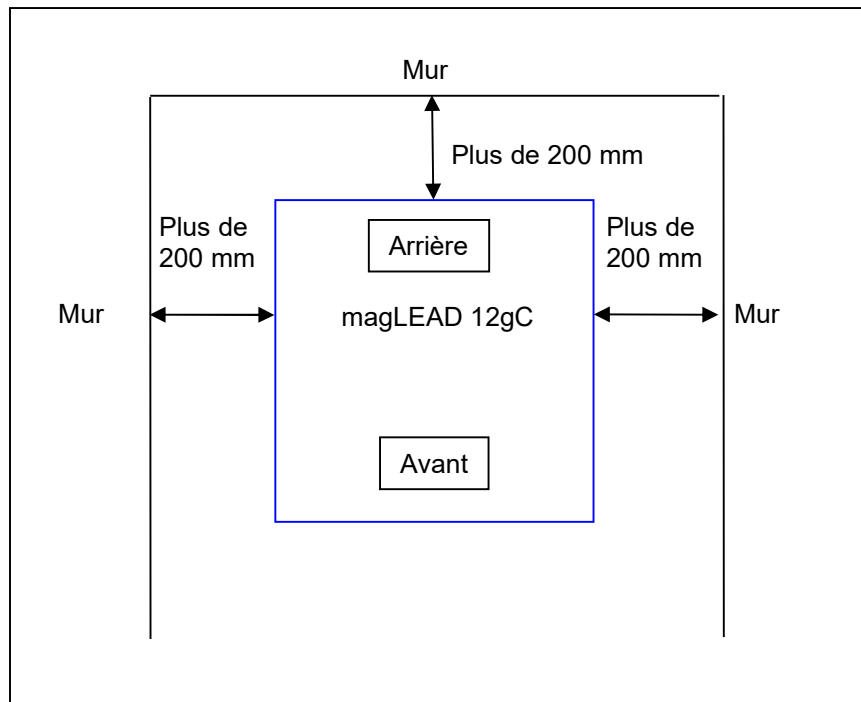 Mur
Plus de 200 mm
Plus de
200 mm
Arrière
Plus de
200 mm
Mur
magLEAD 12gC
Mur
Avant